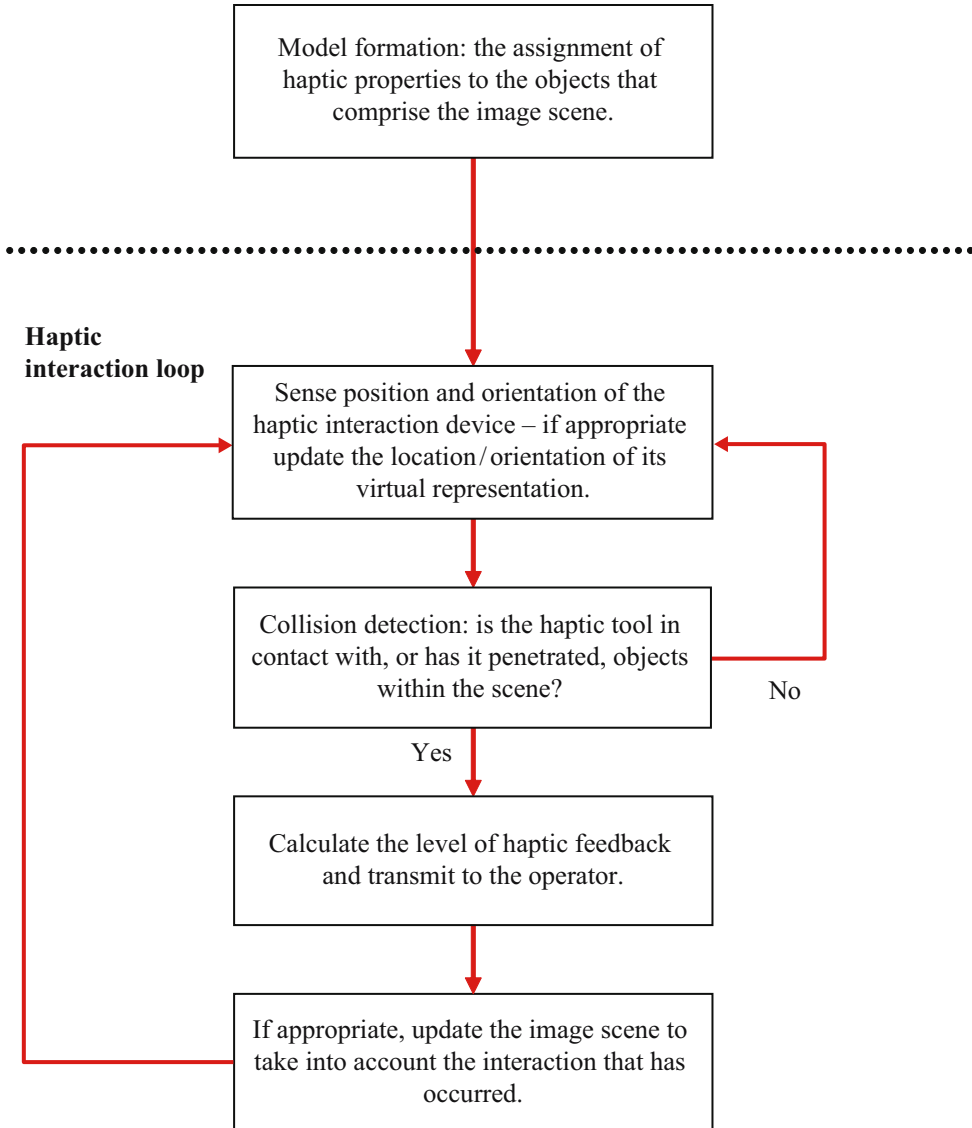 Model formation: the assignment of
haptic properties to the objects that
comprise the image scene.
Haptic
interaction loop
Sense position and orientation of the
haptic interaction device – if appropriate
update the location/orientation of its
virtual representation.
Collision detection: is the haptic tool in
contact with, or has it penetrated, objects
within the scene?
No
Yes
Calculate the level of haptic feedback
and transmit to the operator.
If appropriate, update the image scene to
take into account the interaction that has
occurred.